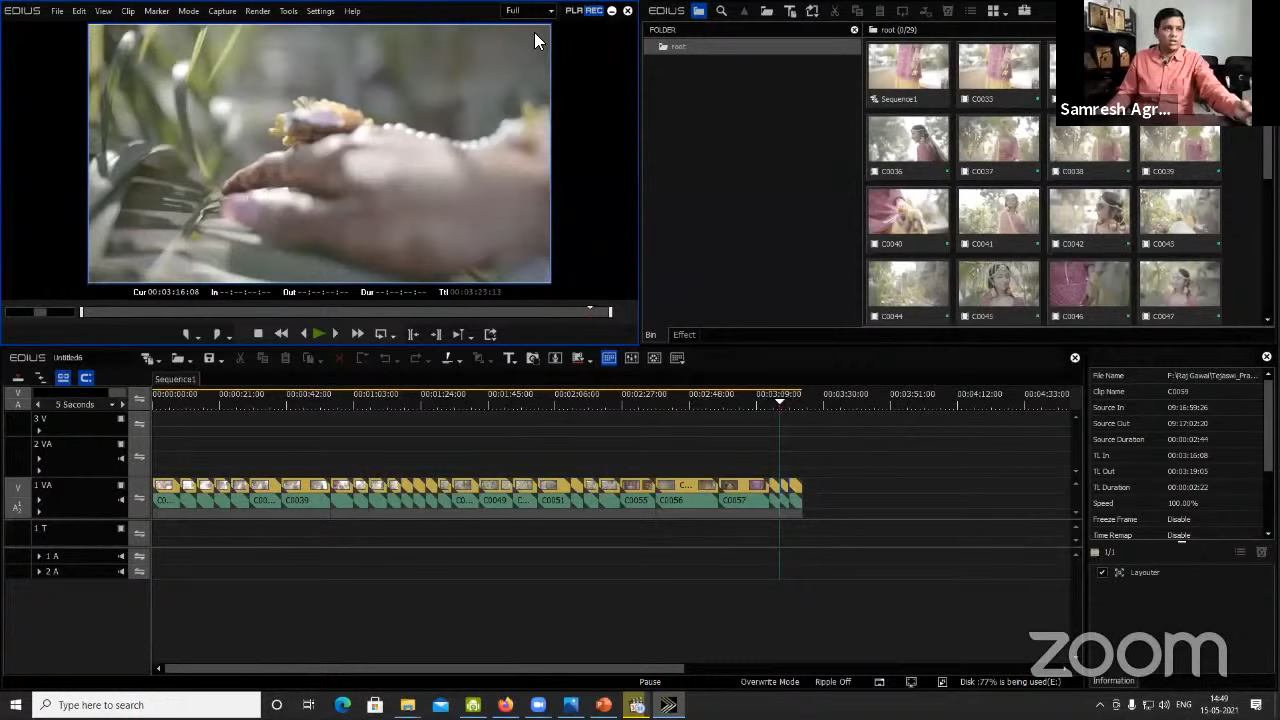 EDIUS File Edit View Clip Marker Mode Capture Render Tools Settings Help Full PLR REC
EDIUS
FOLDER
root
root (0/29)
Sequence1 C0033
C0036 C0037 C0038 C0039
C0040 C0041 C0042 C0043
C0044 C0045 C0046 C0047
Bin Effect
Samresh Agr...
Cur 00:03:16:08 In --:--:--:-- Out --:--:--:-- Dur --:--:--:-- Ttl 00:03:23:13
EDIUS Untitled6
Sequence1
V
A
5 Seconds
00:00:00:00 00:00:21:00 00:00:42:00 00:01:03:00 00:01:24:00 00:01:45:00 00:02:06:00 00:02:27:00 00:02:48:00 00:03:09:00 00:03:30:00 00:03:51:00 00:04:12:00 00:04:33:00
3 V
2 VA
1 VA
V
C...
C0... C00... C0039 C00... C0049 C... C0051 C0055 C0056 C0057
1 T
1 A
2 A
File Name F:\Raj Gawai\Tejaswi_Pra...
Clip Name C0059
Source In 09:16:59:26
Source Out 09:17:02:20
Source Duration 00:00:02:44
TL In 00:03:16:08
TL Out 00:03:19:05
TL Duration 00:00:02:22
Speed 100.00%
Freeze Frame Disable
Time Remap Disable
1/1
Layouter
Information
zoom
Pause Overwrite Mode Ripple Off Disk :77% is being used(E:)
Type here to search
ENG
14:49
15-05-2021